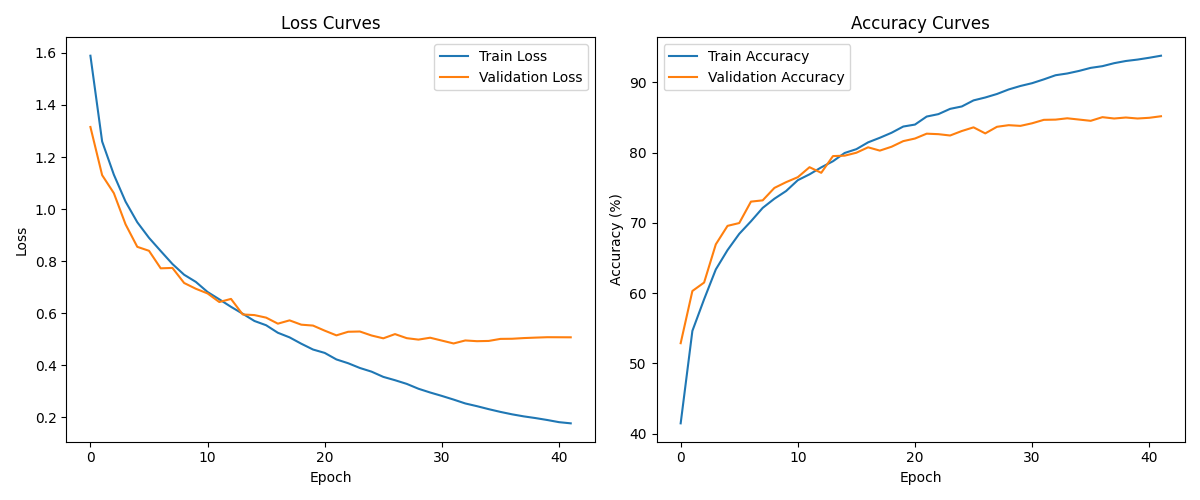 Loss Curves
Train Loss
Validation Loss
1.6
1.4
1.2
1.0
0.8
0.6
0.4
0.2
Loss
0 10 20 30 40
Epoch
Accuracy Curves
Train Accuracy
Validation Accuracy
90
80
70
60
50
40
Accuracy (%)
0 10 20 30 40
Epoch